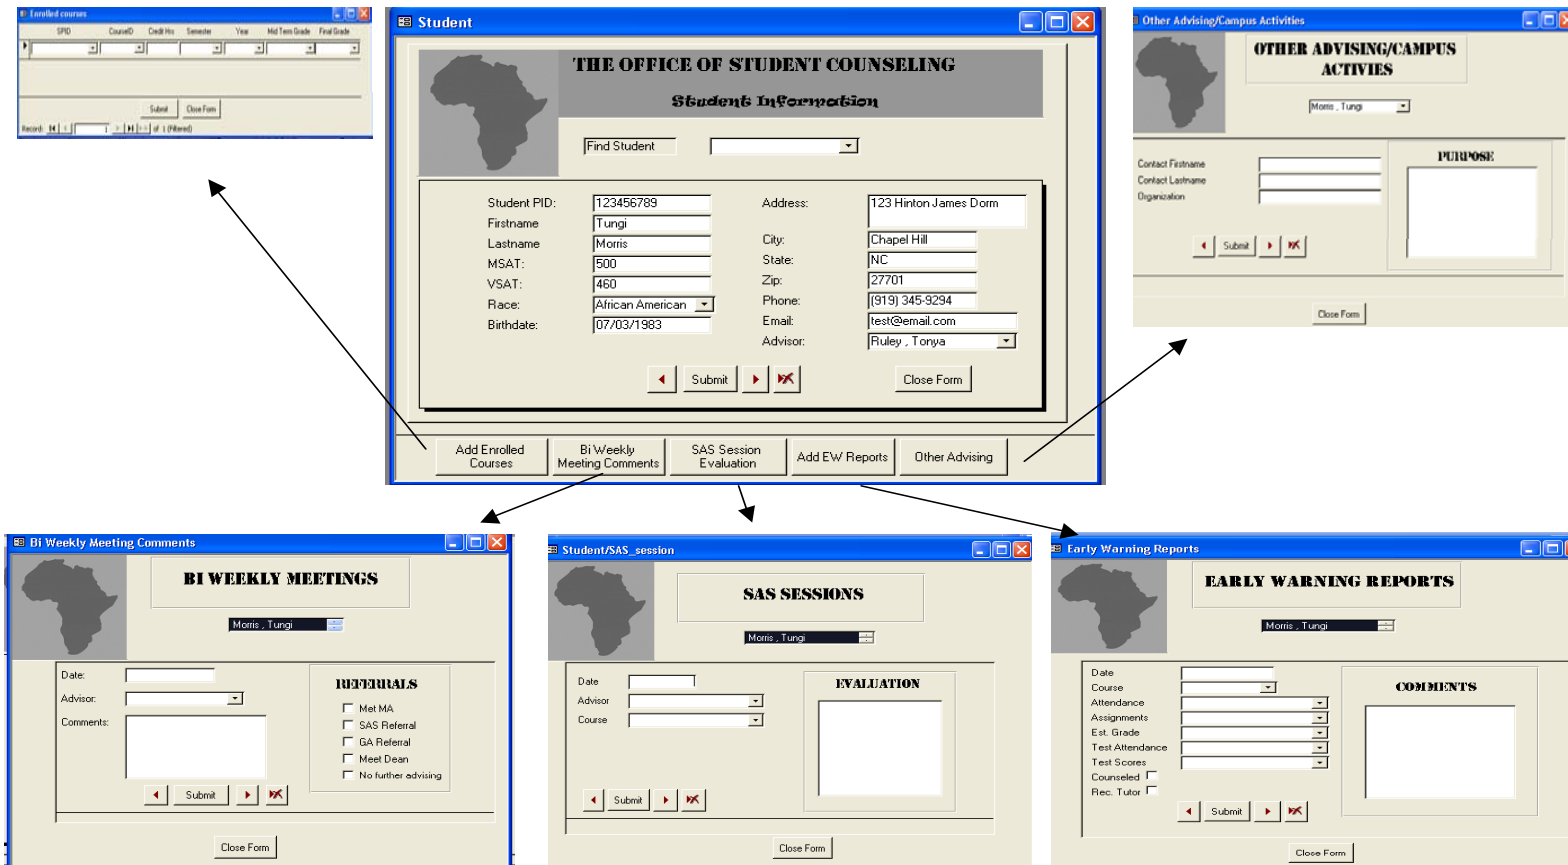 Enrolled courses
SPID CourseID Credit Hrs Semester Year Mid Term Grade Final Grade
Submit Close Form
Record: 1 of 1 (Filtered)
Student
THE OFFICE OF STUDENT COUNSELING
Student Information
Find Student
Student PID: 123456789
Firstname Tungi
Lastname Morris
MSAT: 500
VSAT: 460
Race: African American
Birthdate: 07/03/1983
Address: 123 Hinton James Dorm
City: Chapel Hill
State: NC
Zip: 27701
Phone: (919) 345-9294
Email: test@email.com
Advisor: Ruley , Tonya
Submit
Close Form
Add Enrolled Courses
Bi Weekly Meeting Comments
SAS Session Evaluation
Add EW Reports
Other Advising
Other Advising/Campus Activities
OTHER ADVISING/CAMPUS
ACTIVIES
Morris , Tungi
Contact Firstname
Contact Lastname
Organization
PURPOSE
Submit
Close Form
Bi Weekly Meeting Comments
BI WEEKLY MEETINGS
Morris , Tungi
Date:
Advisor:
Comments:
REFERRALS
Met MA
SAS Referral
GA Referral
Meet Dean
No further advising
Submit
Close Form
Student/SAS_session
SAS SESSIONS
Morris , Tungi
Date
Advisor
Course
EVALUATION
Submit
Close Form
Early Warning Reports
EARLY WARNING REPORTS
Morris , Tungi
Date
Course
Attendance
Assignments
Est. Grade
Test Attendance
Test Scores
Counseled
Rec. Tutor
COMMENTS
Submit
Close Form